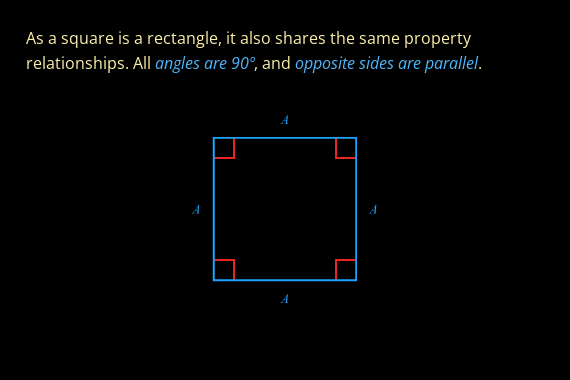 As a square is a rectangle, it also shares the same property
relationships. All angles are 90º, and opposite sides are parallel.
A
A A
A